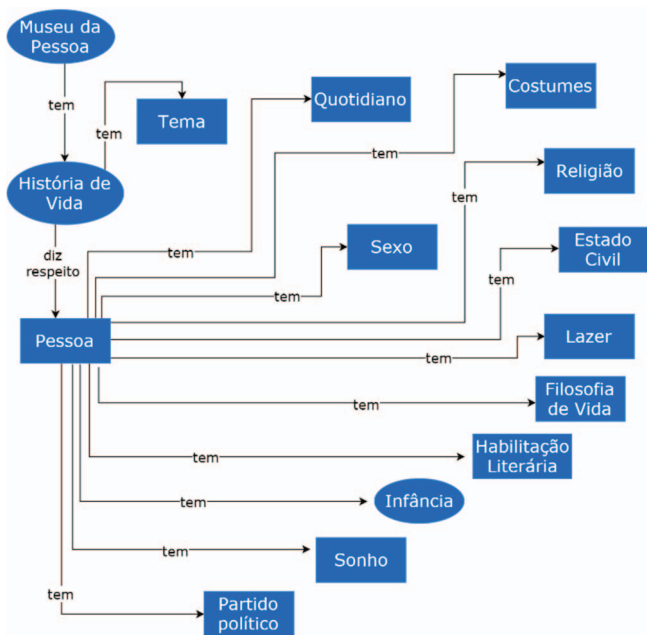 Museu da
Pessoa
tem
tem
Tema
Quotidiano
Costumes
tem
História de
Vida
Religião
tem
diz
respeito
tem
Sexo
Estado
Civil
tem
tem
Pessoa
Lazer
tem
Filosofia
de Vida
tem
Habilitação
Literária
tem
Infância
tem
Sonho
tem
Partido
político
tem